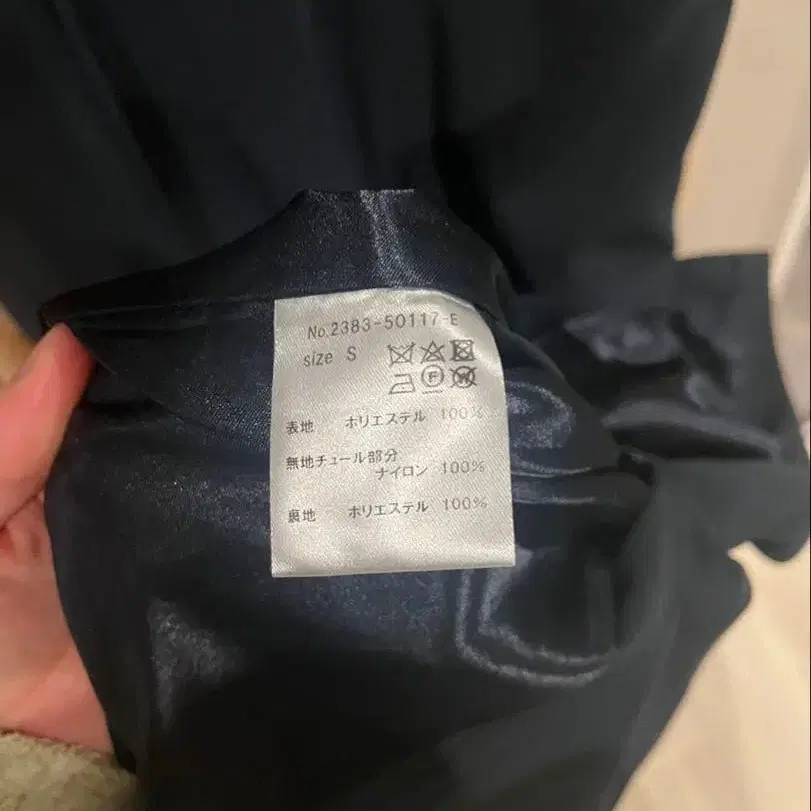 No.2383-50117-E
size S
F
表地 ポリエステル 100%
無地チュール部分
ナイロン 100%
裏地 ポリエステル 100%